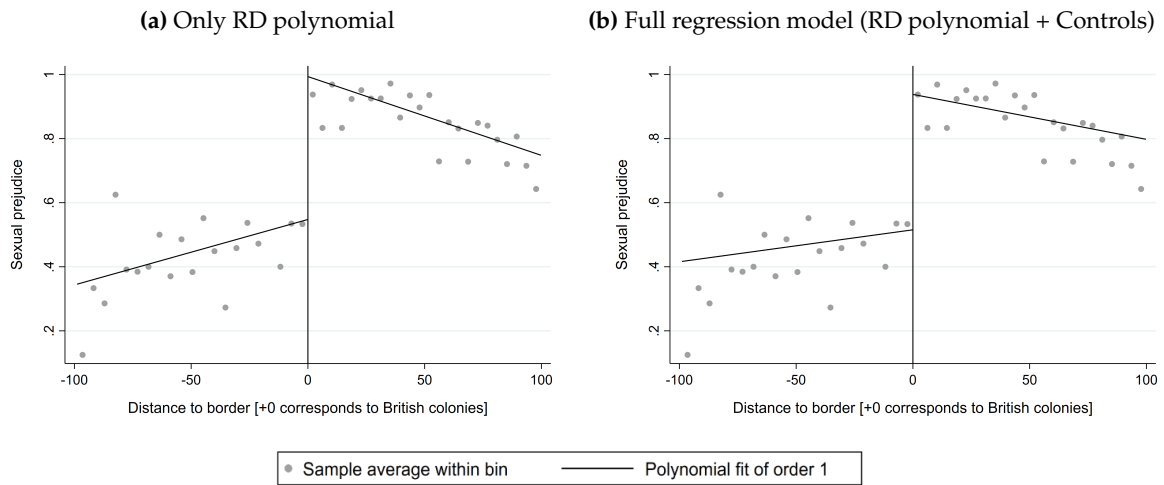 (a) Only RD polynomial
(b) Full regression model (RD polynomial + Controls)
Sexual prejudice
1
.8
.6
.4
.2
-100 -50 0 50 100
Distance to border [+0 corresponds to British colonies]
Sexual prejudice
1
.8
.6
.4
.2
-100 -50 0 50 100
Distance to border [+0 corresponds to British colonies]
Sample average within bin Polynomial fit of order 1